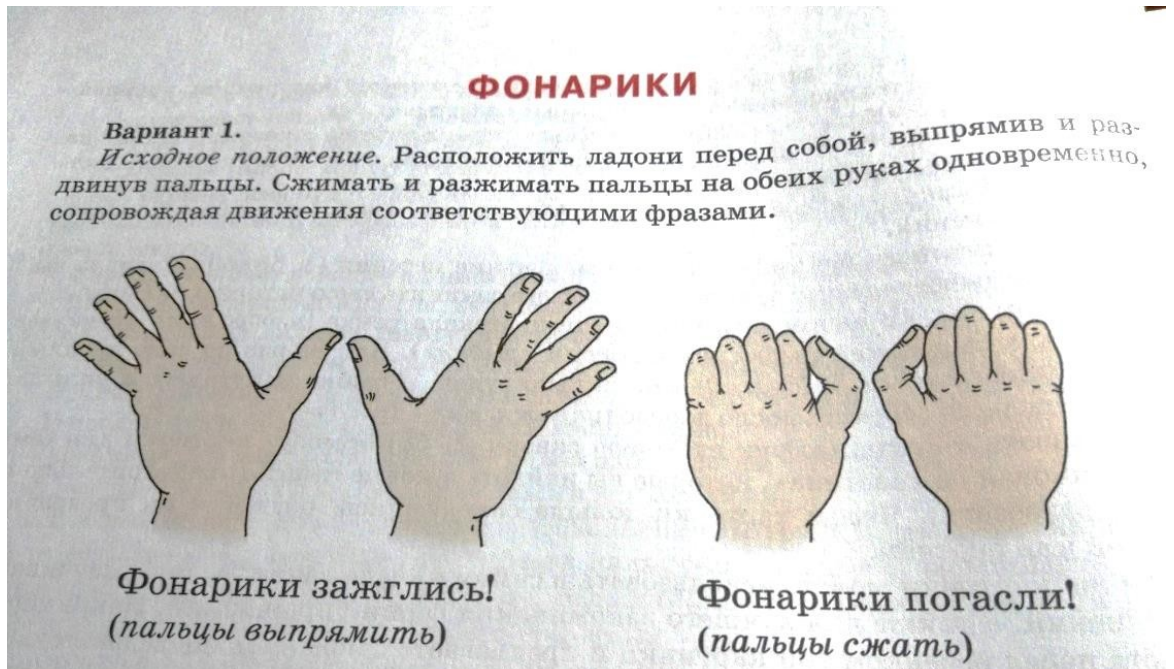 ФОНАРИКИ
Вариант 1.
Исходное положение. Расположить ладони перед собой, выпрямив и раз-
двинув пальцы. Сжимать и разжимать пальцы на обеих руках одновременно,
сопровождая движения соответствующими фразами.
Фонарики зажглись!
(пальцы выпрямить)
Фонарики погасли!
(пальцы сжать)